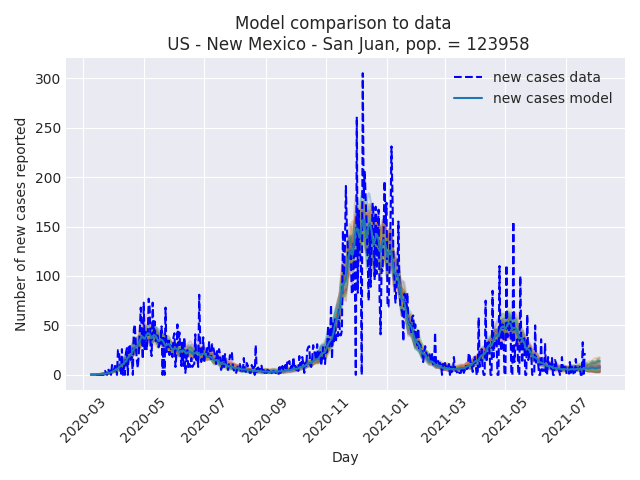 Model comparison to data
US - New Mexico - San Juan, pop. = 123958
new cases data
new cases model
Number of new cases reported
300
250
200
150
100
50
0
2020-03
2020-05
2020-07
2020-09
2020-11
2021-01
2021-03
2021-05
2021-07
Day